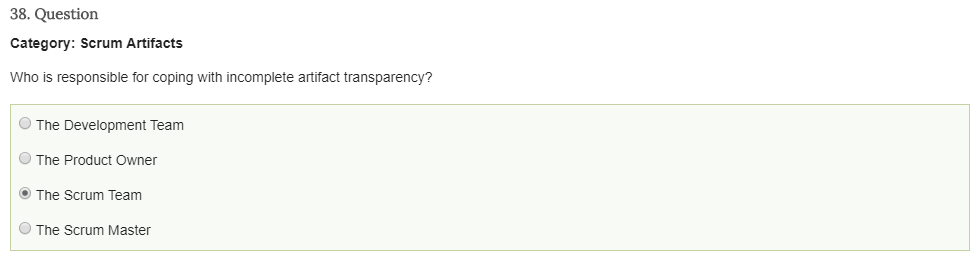 38. Question
Category: Scrum Artifacts
Who is responsible for coping with incomplete artifact transparency?
The Development Team
The Product Owner
The Scrum Team
The Scrum Master